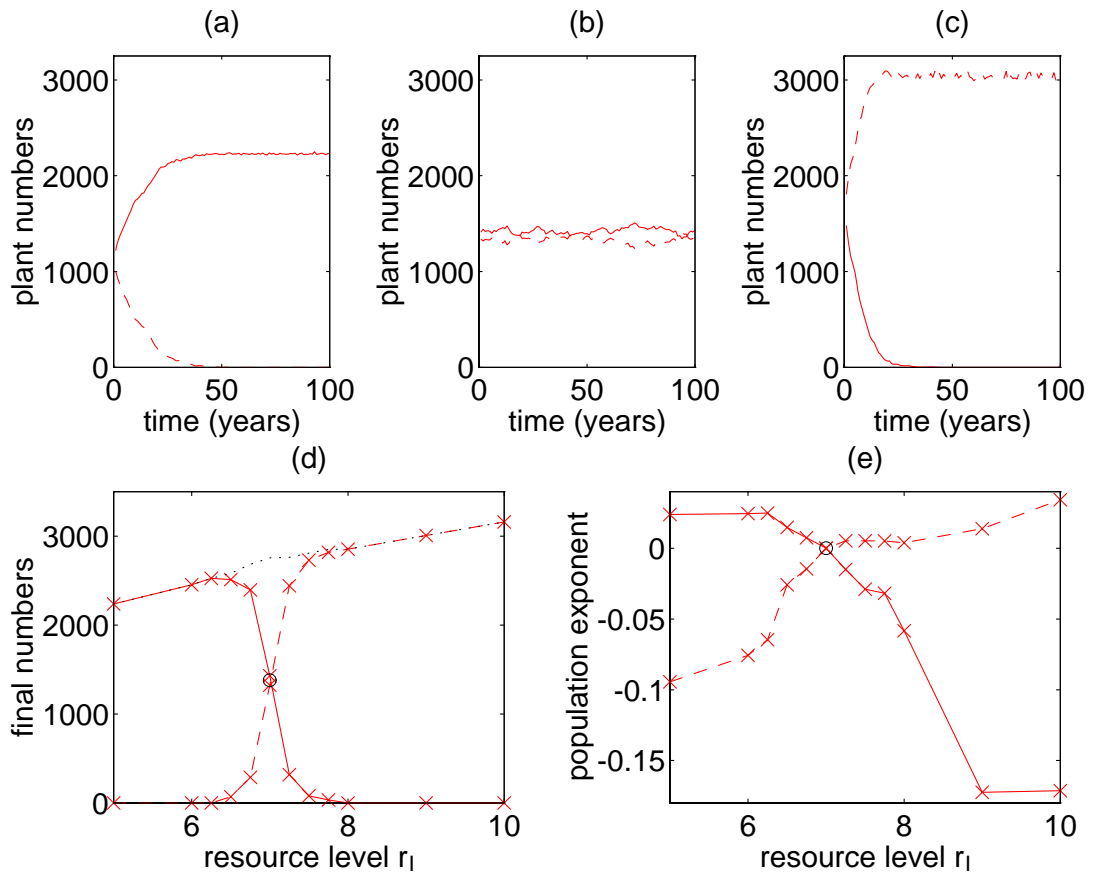 (a) (b) (c)
3000 3000 3000
2000 2000 2000
1000 1000 1000
0 0 0
0 50 100 0 50 100 0 50 100
plant numbers plant numbers plant numbers
time (years) time (years) time (years)
(d) (e)
3000
2000
1000
0
final numbers
6 8 10
resource level r_I
0
-0.05
-0.1
-0.15
population exponent
6 8 10
resource level r_I